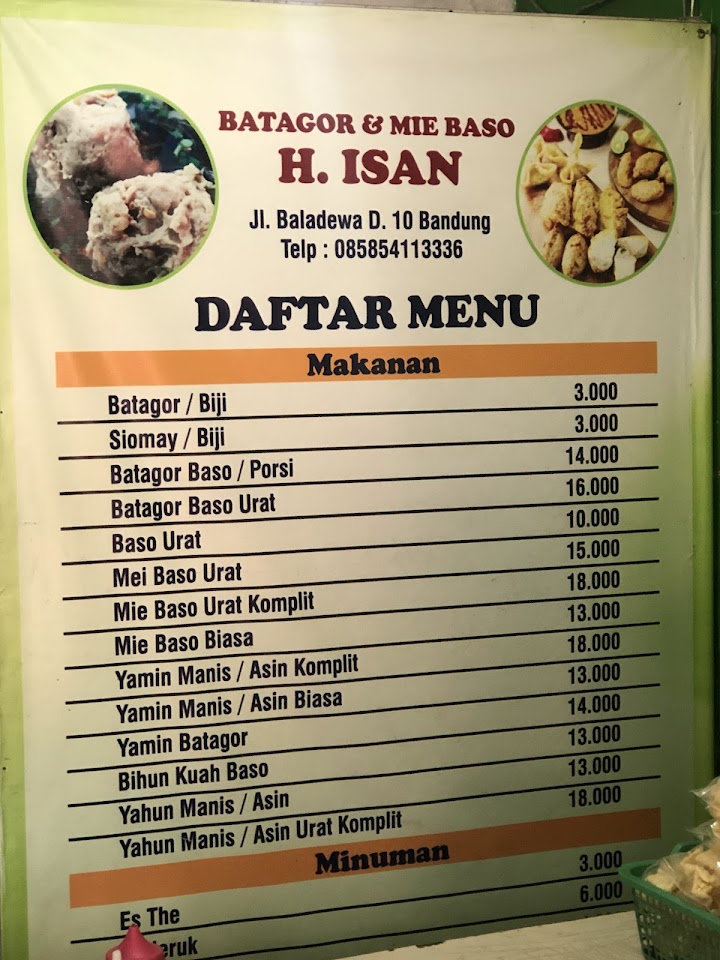 BATAGOR & MIE BASO
H. ISAN
Jl. Baladewa D. 10 Bandung
Telp : 085854113336
DAFTAR MENU
Makanan
Batagor / Biji 3.000
Siomay / Biji 3.000
Batagor Baso / Porsi 14.000
Batagor Baso Urat 16.000
Baso Urat 10.000
Mei Baso Urat 15.000
Mie Baso Urat Komplit 18.000
Mie Baso Biasa 13.000
Yamin Manis / Asin Komplit 18.000
Yamin Manis / Asin Biasa 13.000
Yamin Batagor 14.000
Bihun Kuah Baso 13.000
Yahun Manis / Asin 13.000
Yahun Manis / Asin Urat Komplit 18.000
Minuman
Es The 3.000
6.000